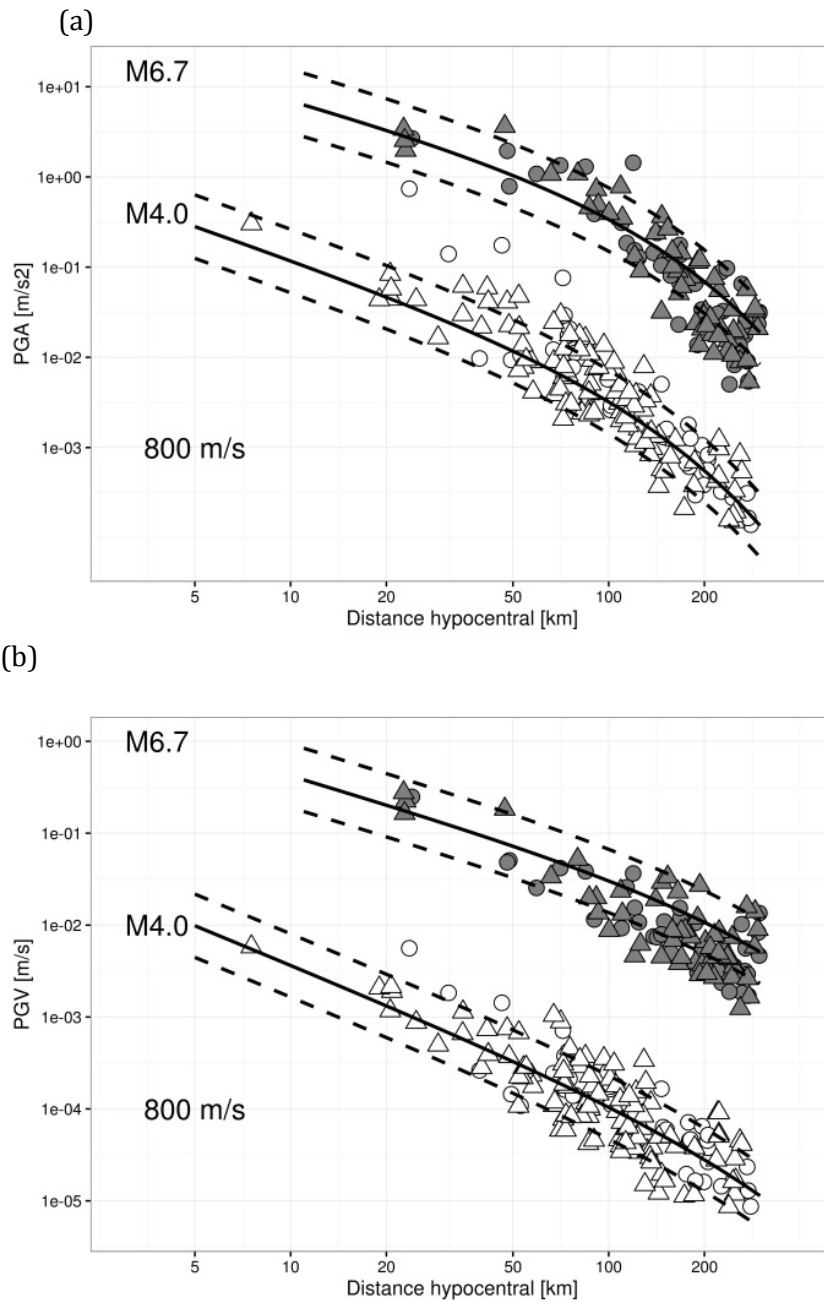 (a)
M6.7
M4.0
800 m/s
PGA [m/s2]
1e+01
1e+00
1e-01
1e-02
1e-03
5 10 20 50 100 200
Distance hypocentral [km]
(b)
M6.7
M4.0
800 m/s
PGV [m/s]
1e+00
1e-01
1e-02
1e-03
1e-04
1e-05
5 10 20 50 100 200
Distance hypocentral [km]